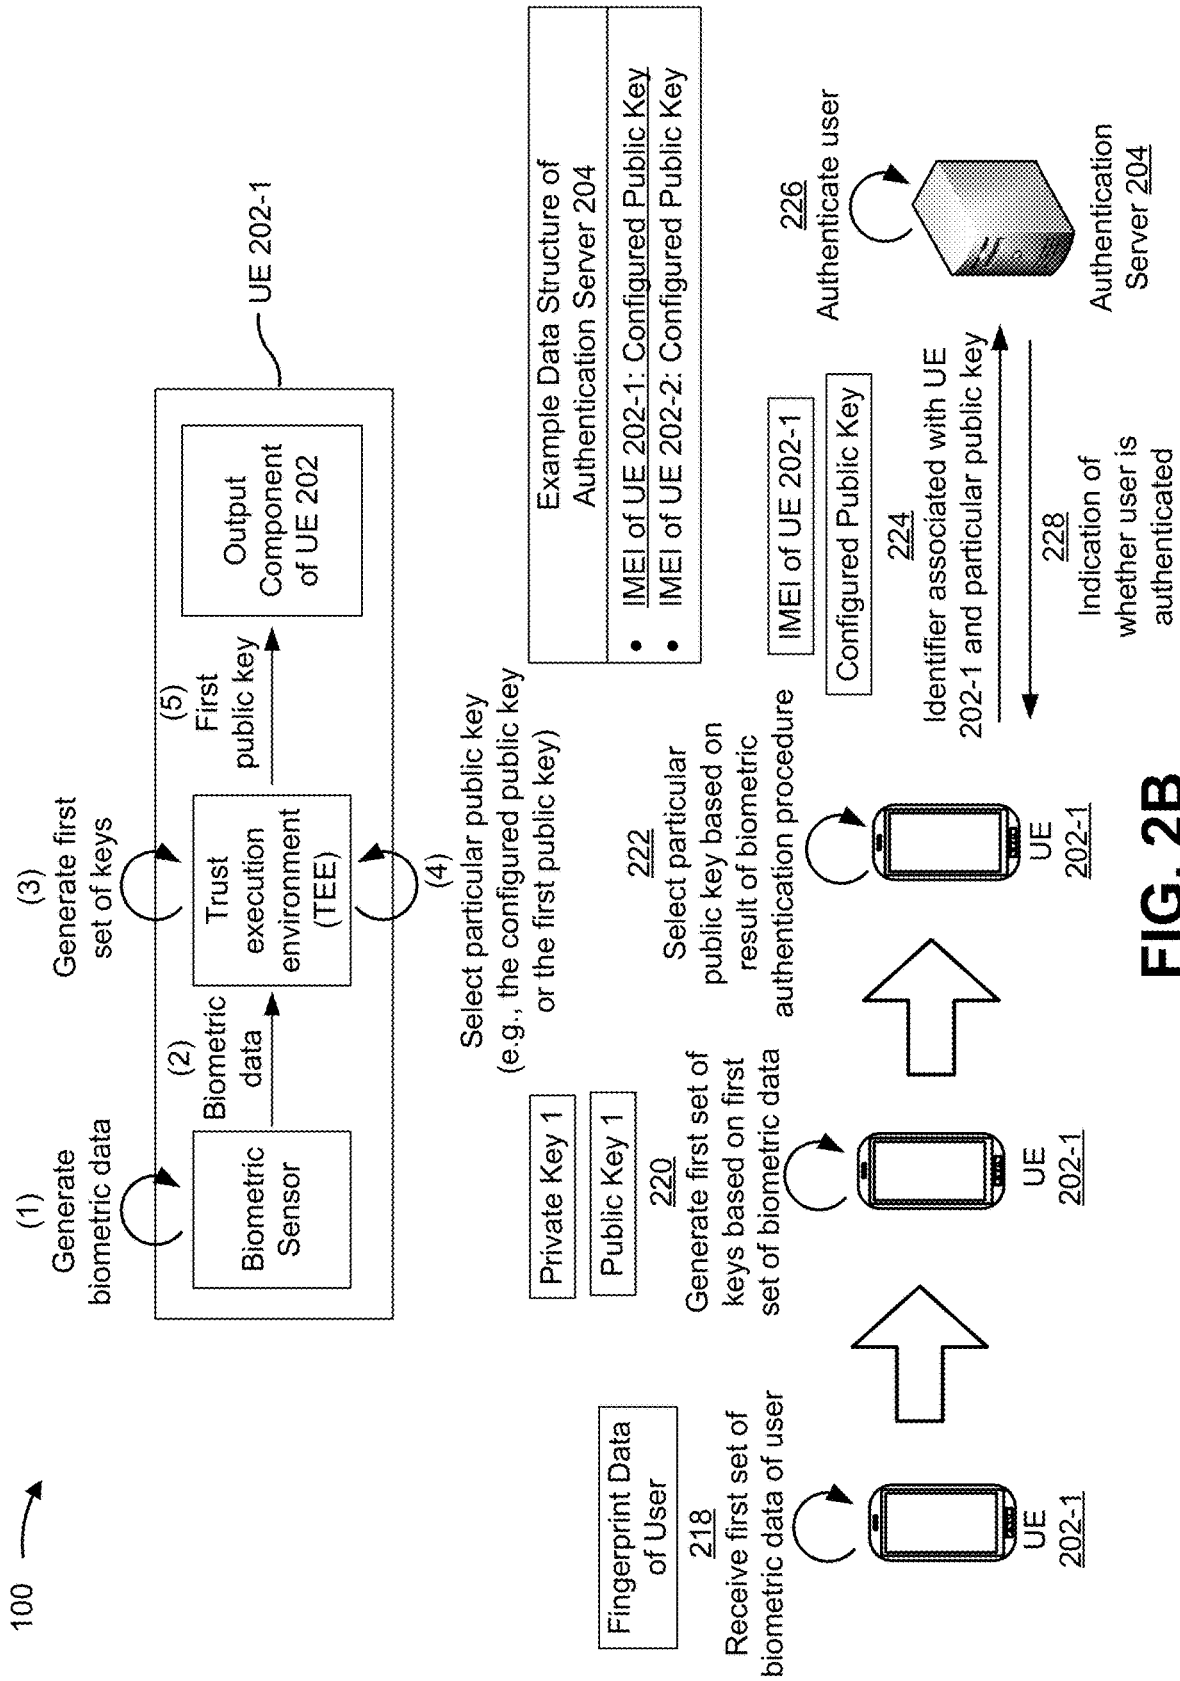 100
(1)
Generate
biometric data
Biometric
Sensor
(2)
Biometric
data
(3)
Generate first
set of keys
Trust
execution
environment
(TEE)
(4)
Select particular public key
(e.g., the configured public key
or the first public key)
(5)
First
public key
Output
Component
of UE 202
UE 202-1
Example Data Structure of
Authentication Server 204
• IMEI of UE 202-1: Configured Public Key
• IMEI of UE 202-2: Configured Public Key
Fingerprint Data
of User
218
Receive first set of
biometric data of user
UE
202-1
Private Key 1
Public Key 1
220
Generate first set of
keys based on first
set of biometric data
UE
202-1
222
Select particular
public key based on
result of biometric
authentication procedure
UE
202-1
IMEI of UE 202-1
Configured Public Key
224
Identifier associated with UE
202-1 and particular public key
228
Indication of
whether user is
authenticated
226
Authenticate user
Authentication
Server 204
FIG. 2B